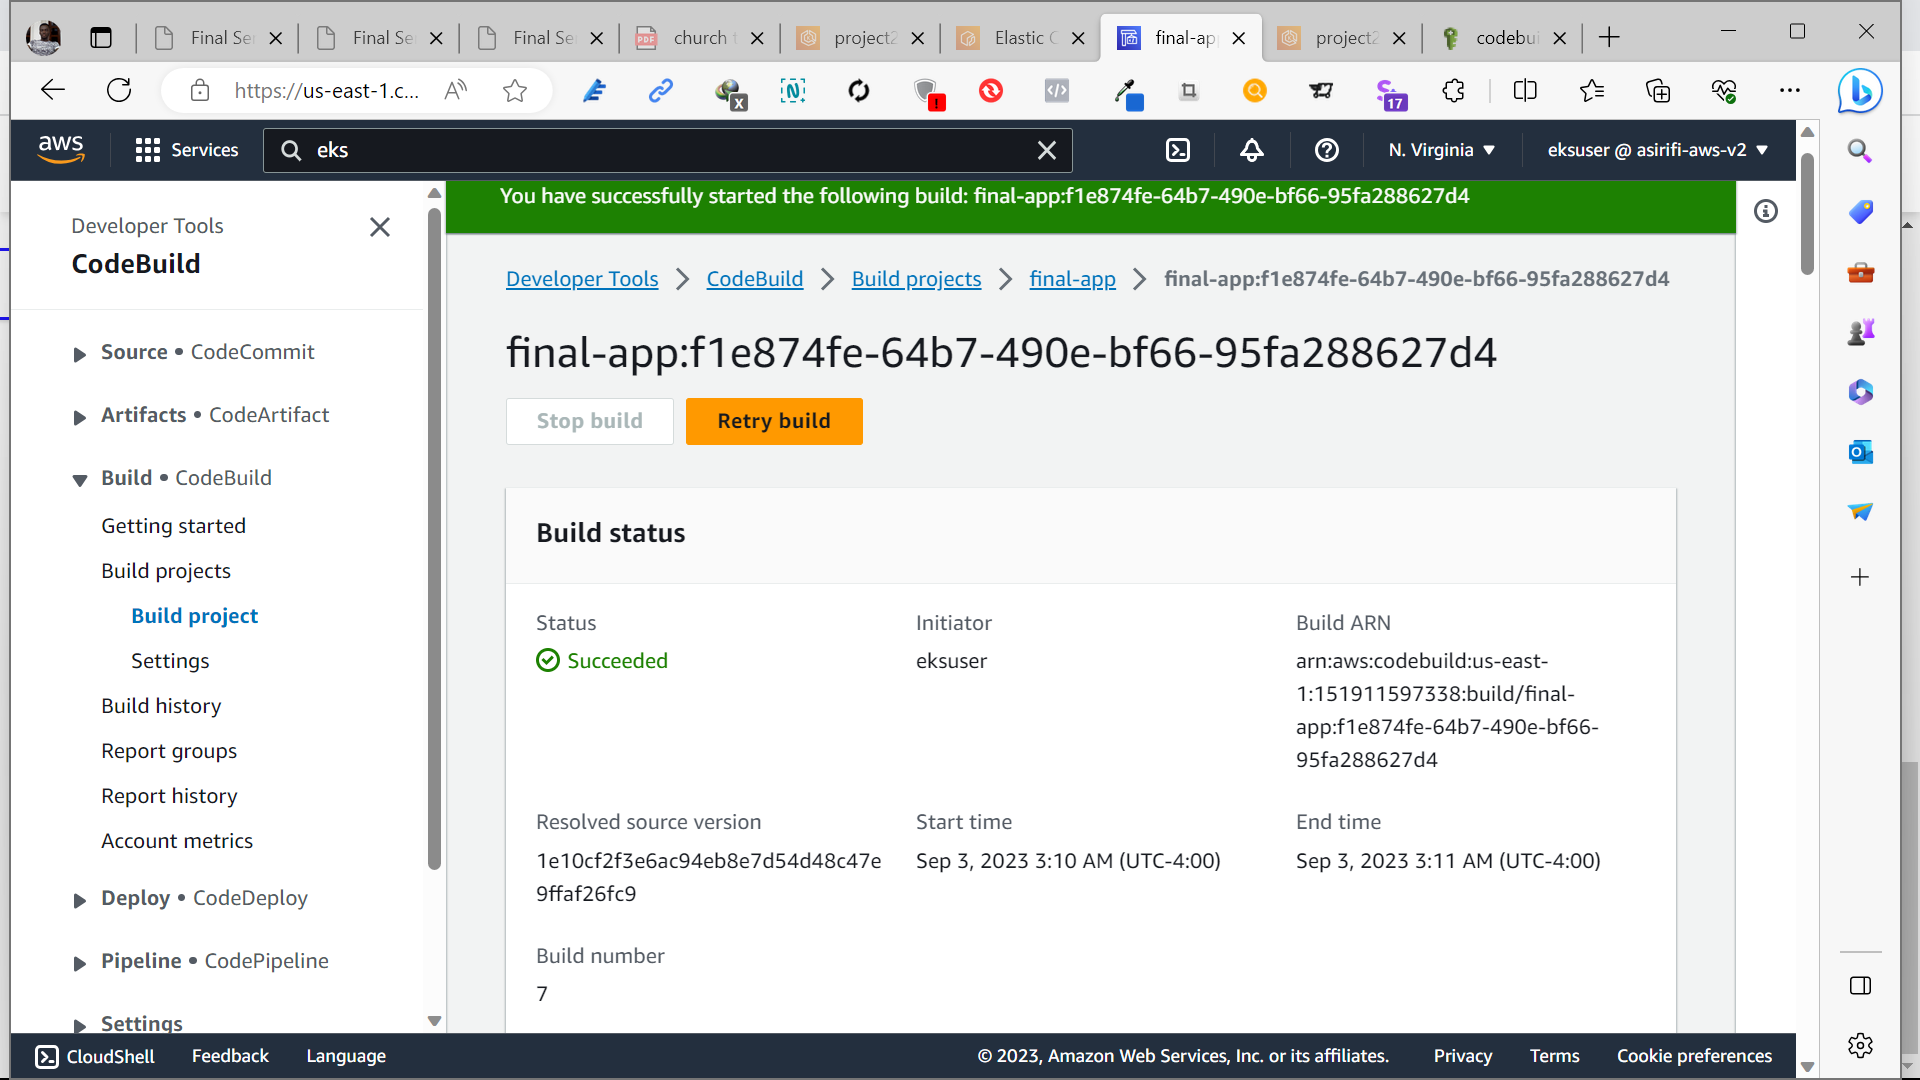 Final Se
Final Se
Final Se
church
project2
Elastic C
final-ap
project2
codebui
https://us-east-1.c...
17
aws
Services
eks
N. Virginia
eksuser @ asirifi-aws-v2
Developer Tools
CodeBuild
Source • CodeCommit
Artifacts • CodeArtifact
Build • CodeBuild
Getting started
Build projects
Build project
Settings
Build history
Report groups
Report history
Account metrics
Deploy • CodeDeploy
Pipeline • CodePipeline
Settings
You have successfully started the following build: final-app:f1e874fe-64b7-490e-bf66-95fa288627d4
Developer Tools
CodeBuild
Build projects
final-app
final-app:f1e874fe-64b7-490e-bf66-95fa288627d4
final-app:f1e874fe-64b7-490e-bf66-95fa288627d4
Stop build
Retry build
Build status
Status
Succeeded
Initiator
eksuser
Build ARN
arn:aws:codebuild:us-east-
1:151911597338:build/final-
app:f1e874fe-64b7-490e-bf66-
95fa288627d4
Resolved source version
1e10cf2f3e6ac94eb8e7d54d48c47e
9ffaf26fc9
Start time
Sep 3, 2023 3:10 AM (UTC-4:00)
End time
Sep 3, 2023 3:11 AM (UTC-4:00)
Build number
7
CloudShell
Feedback
Language
© 2023, Amazon Web Services, Inc. or its affiliates.
Privacy
Terms
Cookie preferences